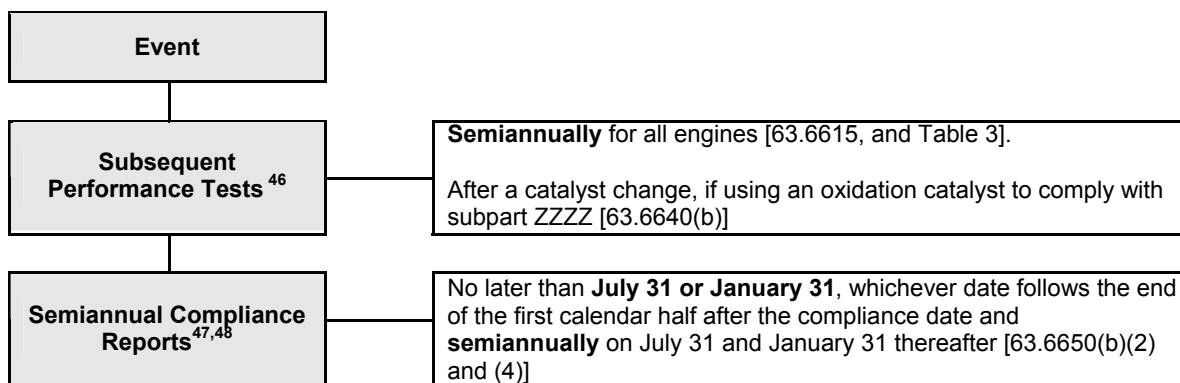 Event
Subsequent
Performance Tests 46
Semiannually for all engines [63.6615, and Table 3].
After a catalyst change, if using an oxidation catalyst to comply with
subpart ZZZZ [63.6640(b)]
Semiannual Compliance
Reports47,48
No later than July 31 or January 31, whichever date follows the end
of the first calendar half after the compliance date and
semiannually on July 31 and January 31 thereafter [63.6650(b)(2)
and (4)]